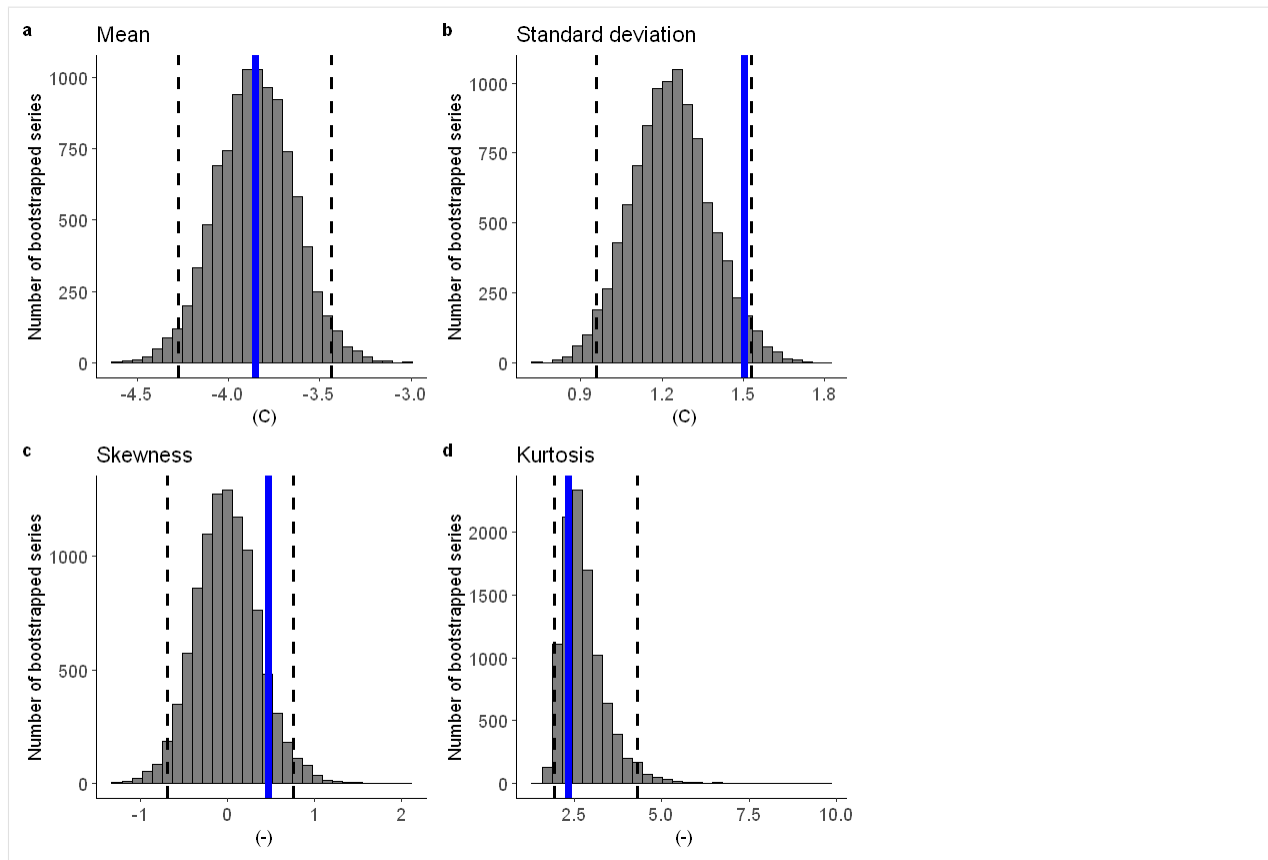 a Mean
Number of bootstrapped series
1000
750
500
250
0
-4.5 -4.0 -3.5 -3.0
(C)
b Standard deviation
Number of bootstrapped series
1000
750
500
250
0
0.9 1.2 1.5 1.8
(C)
c Skewness
Number of bootstrapped series
1000
500
0
-1 0 1 2
(-)
d Kurtosis
Number of bootstrapped series
2000
1500
1000
500
0
2.5 5.0 7.5 10.0
(-)